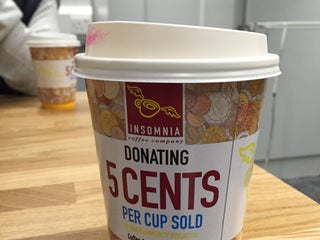 INSOMNIA
coffee company
DONATING
5 CENTS
PER CUP SOLD